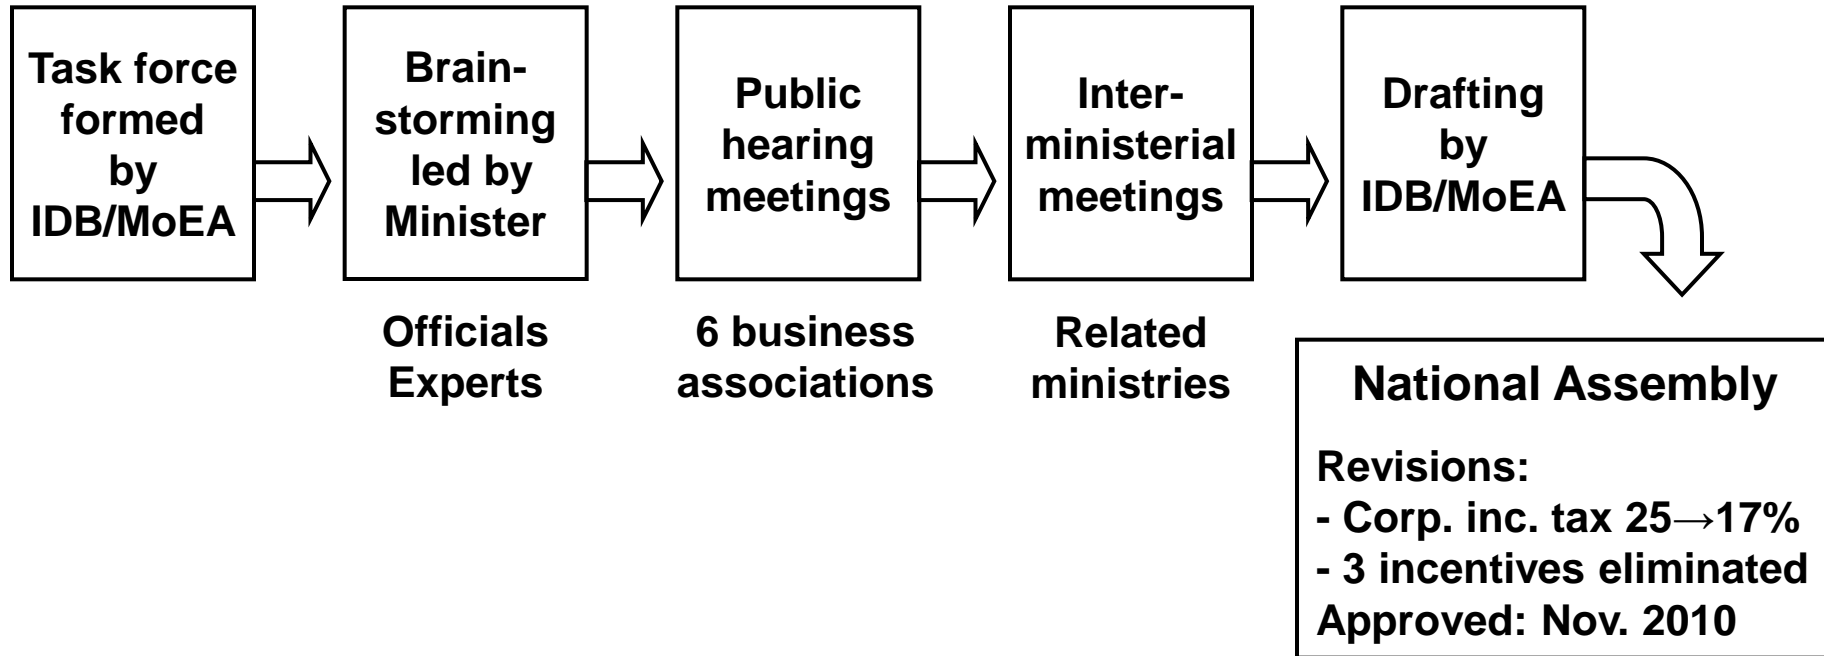 Task force
formed
by
IDB/MoEA
Brain-
storming
led by
Minister
Public
hearing
meetings
Inter-
ministerial
meetings
Drafting
by
IDB/MoEA
Officials
Experts
6 business
associations
Related
ministries
National Assembly
Revisions:
- Corp. inc. tax 25→17%
- 3 incentives eliminated
Approved: Nov. 2010